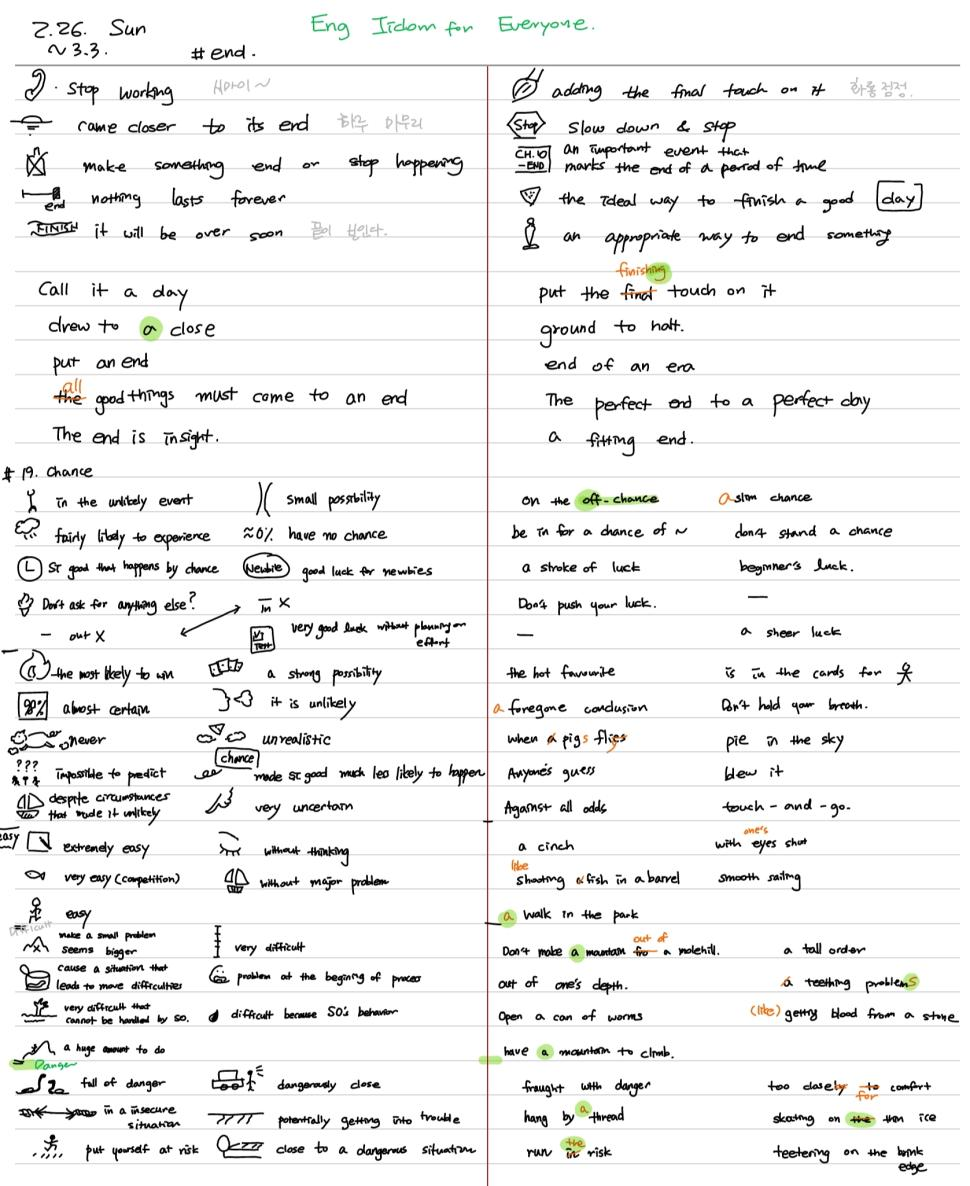 2.26. Sun
~3.3.
Eng Iidom for Everyone.
# end.
stop working
came closer to its end 하루 마무리
make something end or stop happening
end
nothing lasts forever
FINISH it will be over soon 끝이 보인다.
adding the final touch on it 화룡점정.
Stop slow down & stop
CH.10 -END an important event that
marks the end of a period of time
the ideal way to finish a good day
an appropriate way to end something
Call it a day
drew to a close
put an end
the all good things must come to an end
The end is insight.
finishing
put the final touch on it
ground to halt.
end of an era
The perfect end to a perfect day
a fitting end.
# 19. Chance
in the unlikely event
small possibility
on the off-chance
a slim chance
fairly likely to experience
≈0% have no chance
be in for a chance of ~
don't stand a chance
L St good that happens by chance
Newbie good luck for newbies
a stroke of luck
beginner's luck.
Don't ask for anything else?
in X
Don't push your luck.
—
– out X
Test very good luck without planning or
effort
—
a sheer luck
the most likely to win
a strong possibility
the hot favourite
is in the cards for
98% almost certain
it is unlikely
a foregone conclusion
Don't hold your breath.
never
unrealistic
when a pigs flies
pie in the sky
??? impossible to predict
chance
made St good much less likely to happen
Anyone's guess
blew it
despite circumstances
that made it unlikely
very uncertain
Against all odds
touch-and-go.
easy
extremely easy
without thinking
a cinch
one's
with eyes shut
very easy (competition)
without major problem
like
shooting a fish in a barrel
smooth sailing
easy
a walk in the park
Difficult
make a small problem
seems bigger
very difficult
out of
Don't make a mountain fro a molehill.
a tall order
cause a situation that
leads to more difficulties
problem at the begining of process
out of one's depth.
a teething problems
very difficult that
cannot be handled by so.
difficult because SO's behavior
Open a can of worms
(like) getting blood from a stone
a huge amount to do
have a mountain to climb.
Danger
full of danger
dangerously close
fraught with danger
too closely to for comfort
in a insecure
situation
potentially getting into trouble
hang by a thread
skating on the thin ice
put yourself at risk
close to a dangerous situation
run in the risk
teetering on the brink
edge